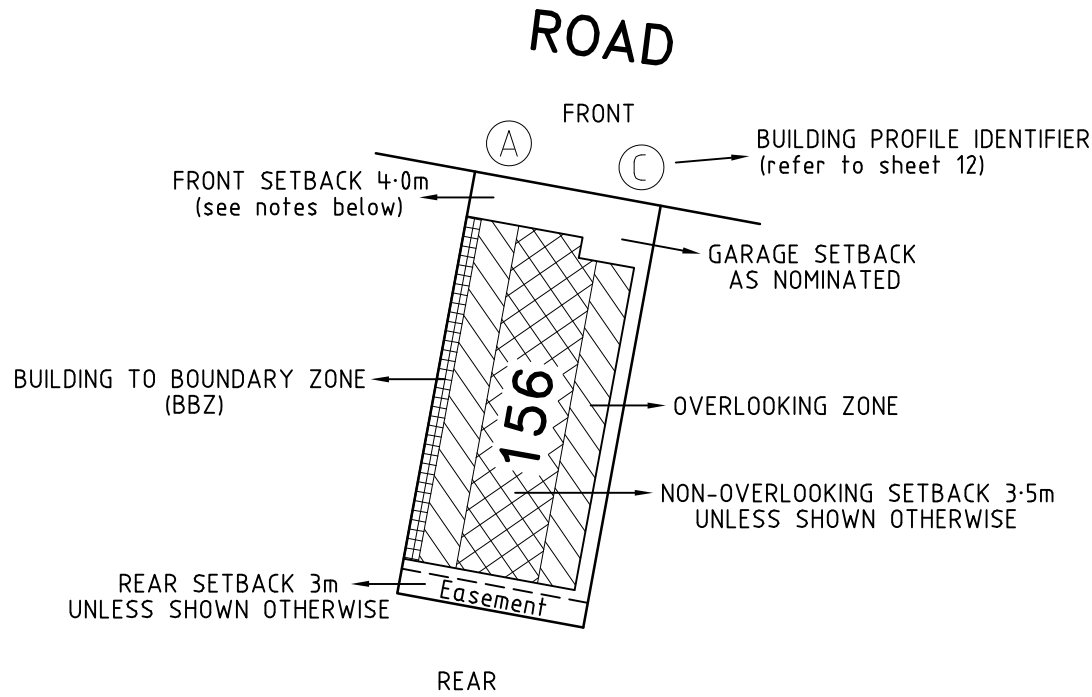 ROAD
FRONT
A
C
BUILDING PROFILE IDENTIFIER
(refer to sheet 12)
FRONT SETBACK 4·0m
(see notes below)
GARAGE SETBACK
AS NOMINATED
BUILDING TO BOUNDARY ZONE
(BBZ)
156
OVERLOOKING ZONE
NON-OVERLOOKING SETBACK 3·5m
UNLESS SHOWN OTHERWISE
REAR SETBACK 3m
UNLESS SHOWN OTHERWISE
Easement
REAR